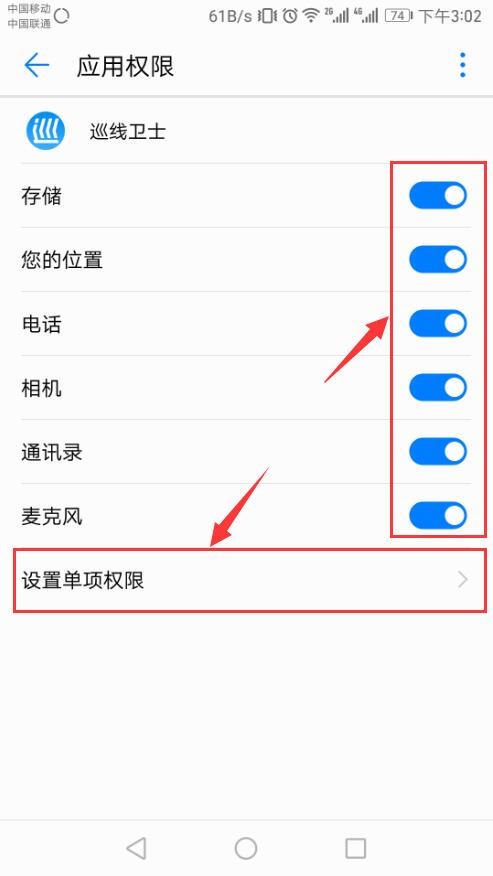 中国移动
中国联通
61B/s 2G 4G 74 下午3:02
应用权限
巡线卫士
存储
您的位置
电话
相机
通讯录
麦克风
设置单项权限